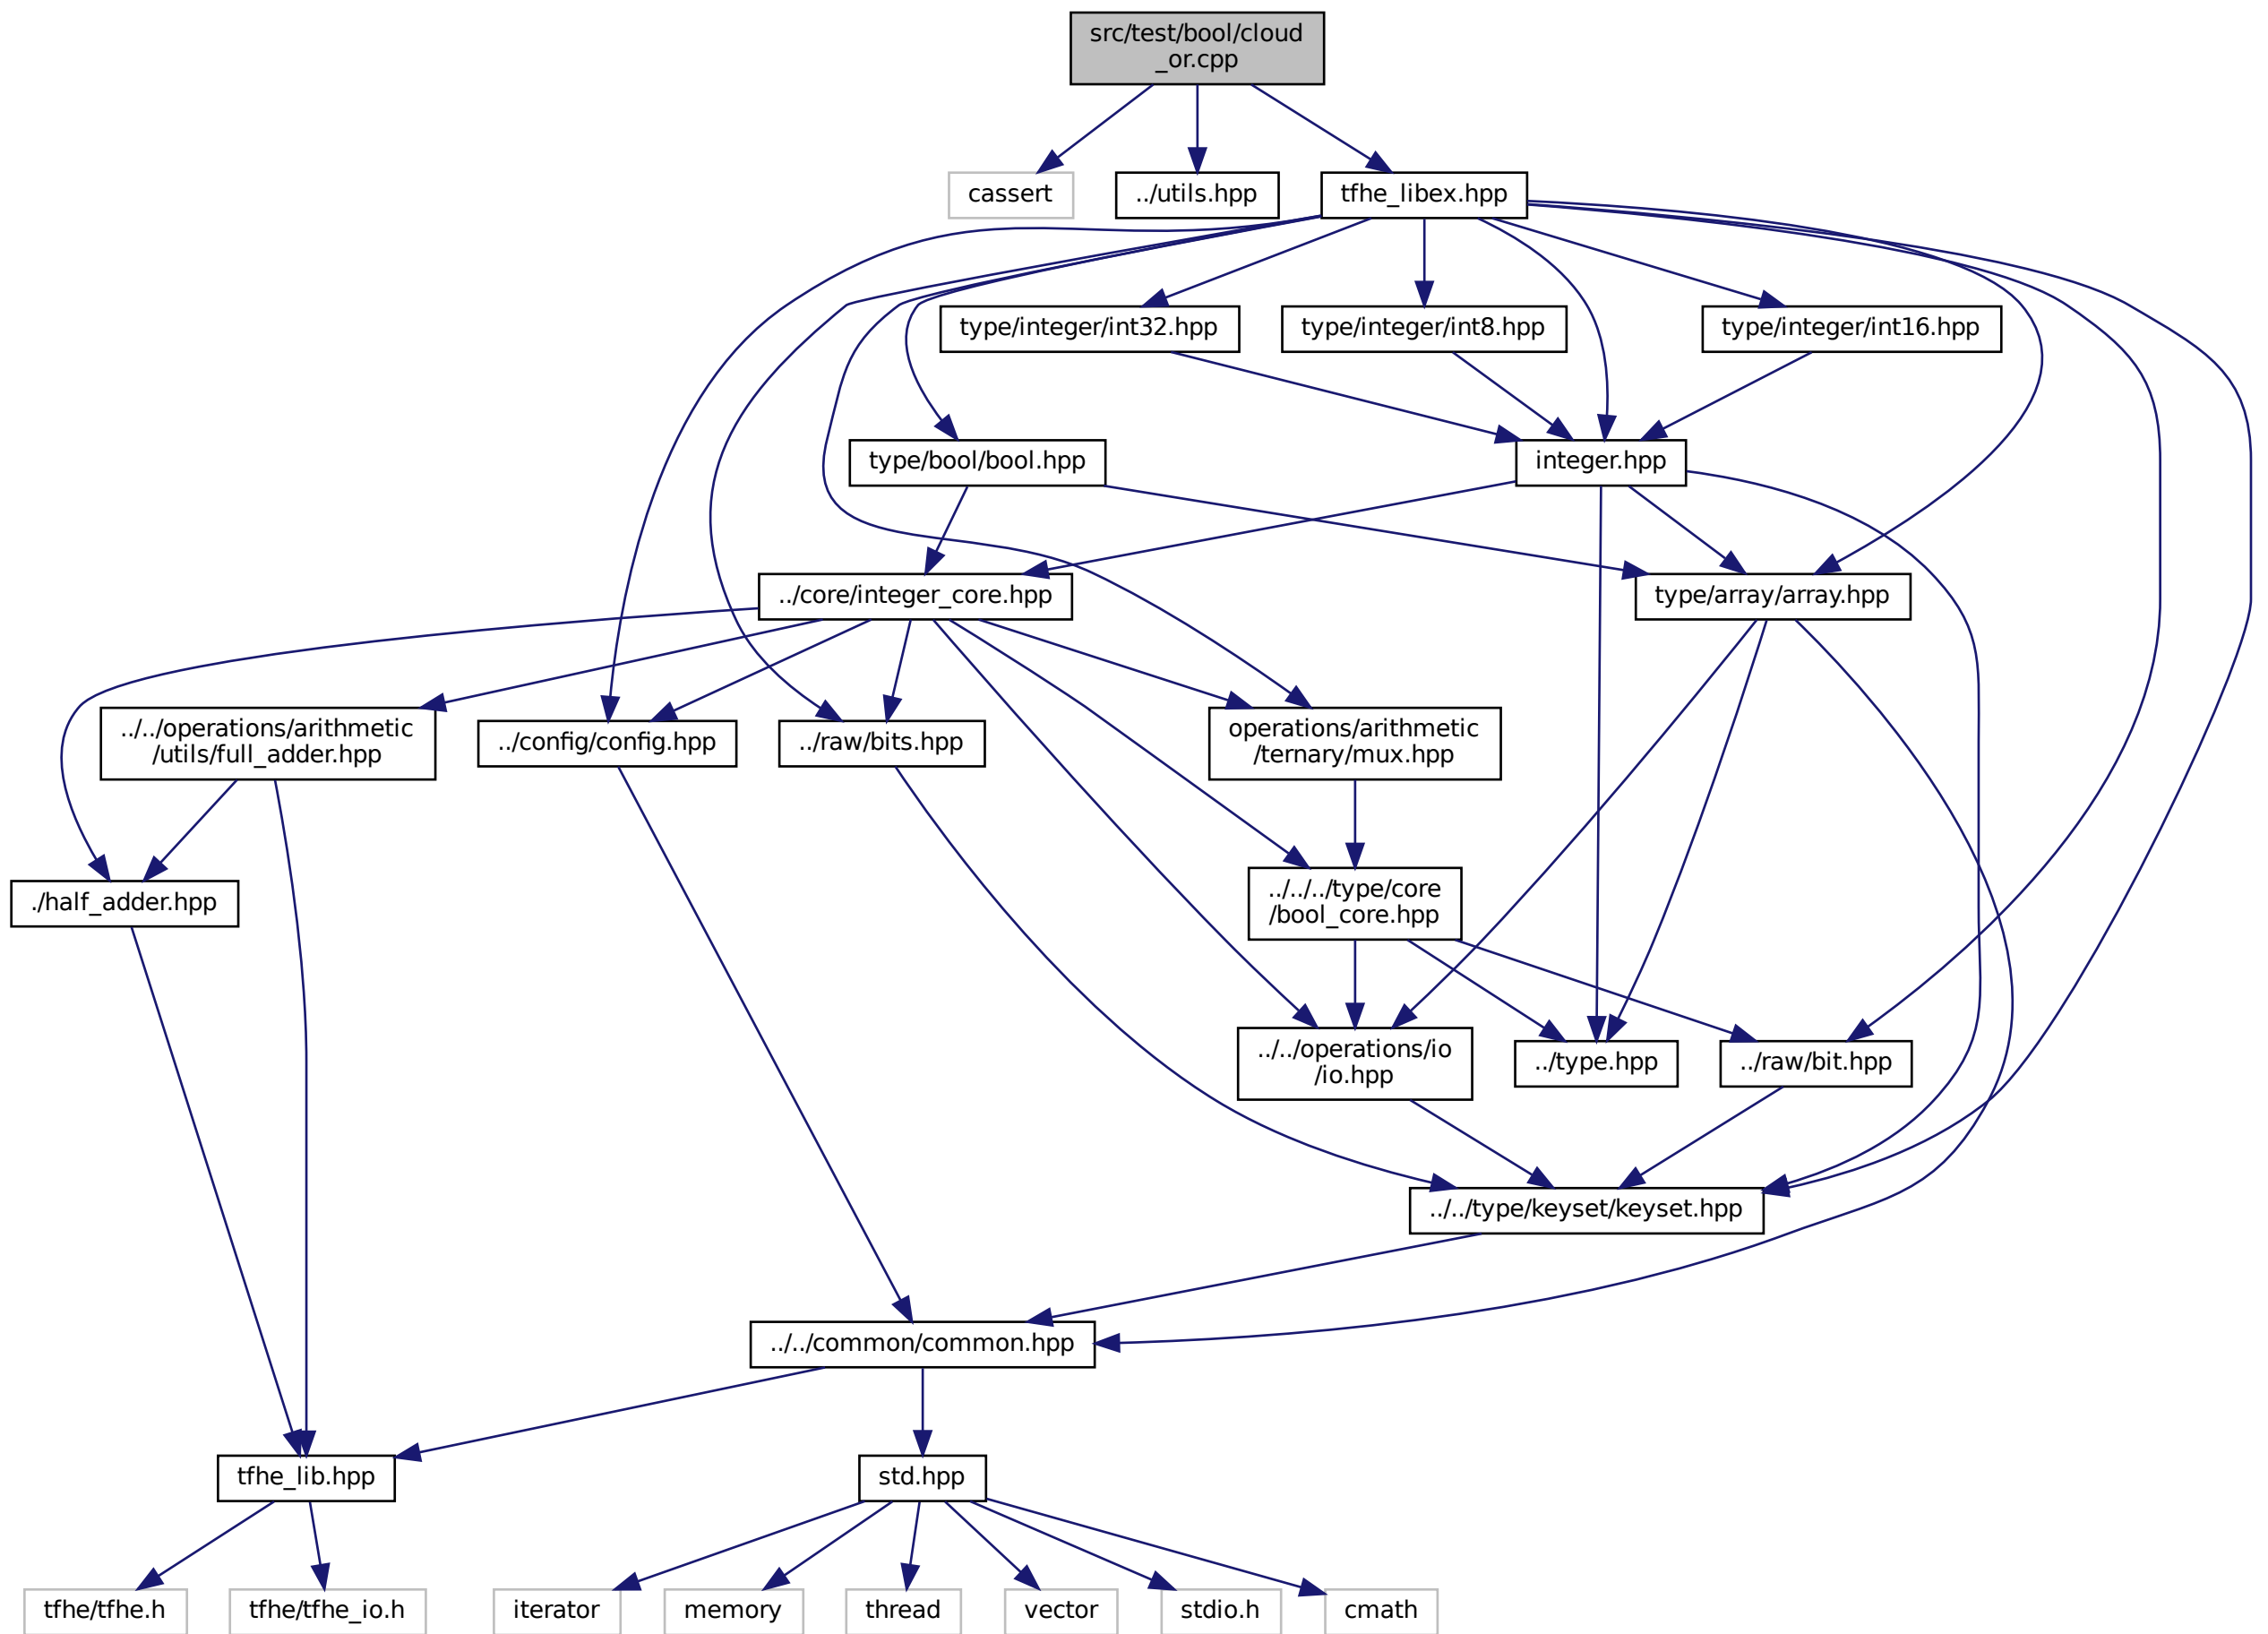 src/test/bool/cloud
_or.cpp
cassert
../utils.hpp
tfhe_libex.hpp
type/integer/int32.hpp
type/integer/int8.hpp
type/integer/int16.hpp
type/bool/bool.hpp
integer.hpp
../core/integer_core.hpp
type/array/array.hpp
../../operations/arithmetic
/utils/full_adder.hpp
../config/config.hpp
../raw/bits.hpp
operations/arithmetic
/ternary/mux.hpp
./half_adder.hpp
../../../type/core
/bool_core.hpp
../../operations/io
/io.hpp
../type.hpp
../raw/bit.hpp
../../type/keyset/keyset.hpp
../../common/common.hpp
tfhe_lib.hpp
std.hpp
tfhe/tfhe.h
tfhe/tfhe_io.h
iterator
memory
thread
vector
stdio.h
cmath